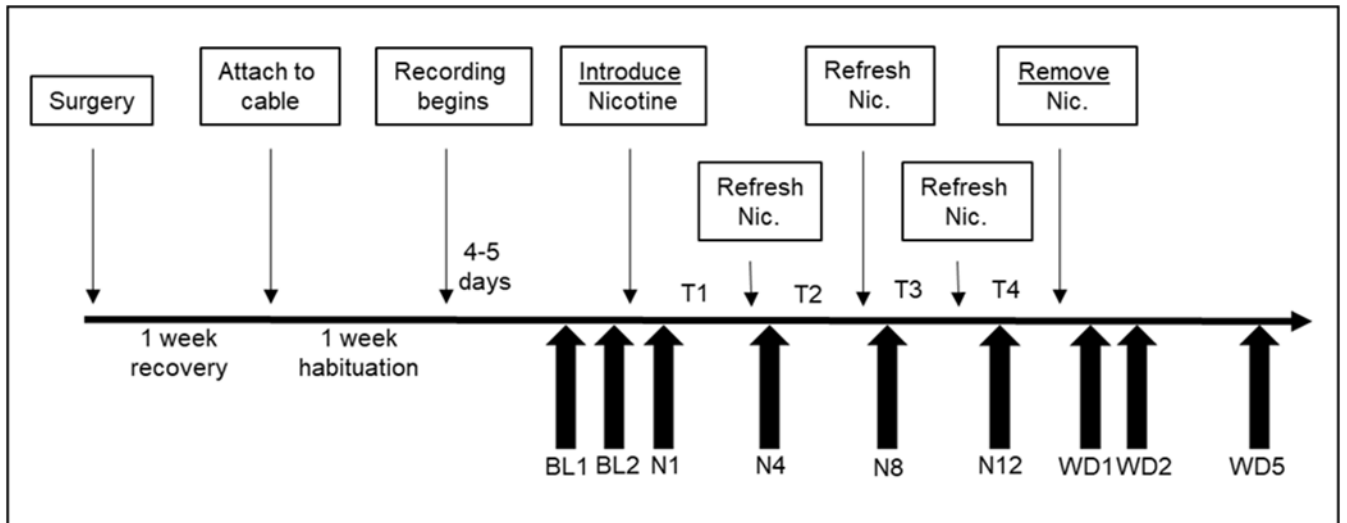 Surgery
Attach to
cable
Recording
begins
Introduce
Nicotine
Refresh
Nic.
Remove
Nic.
Refresh
Nic.
Refresh
Nic.
4-5
days
T1
T2
T3
T4
1 week
recovery
1 week
habituation
BL1
BL2
N1
N4
N8
N12
WD1
WD2
WD5